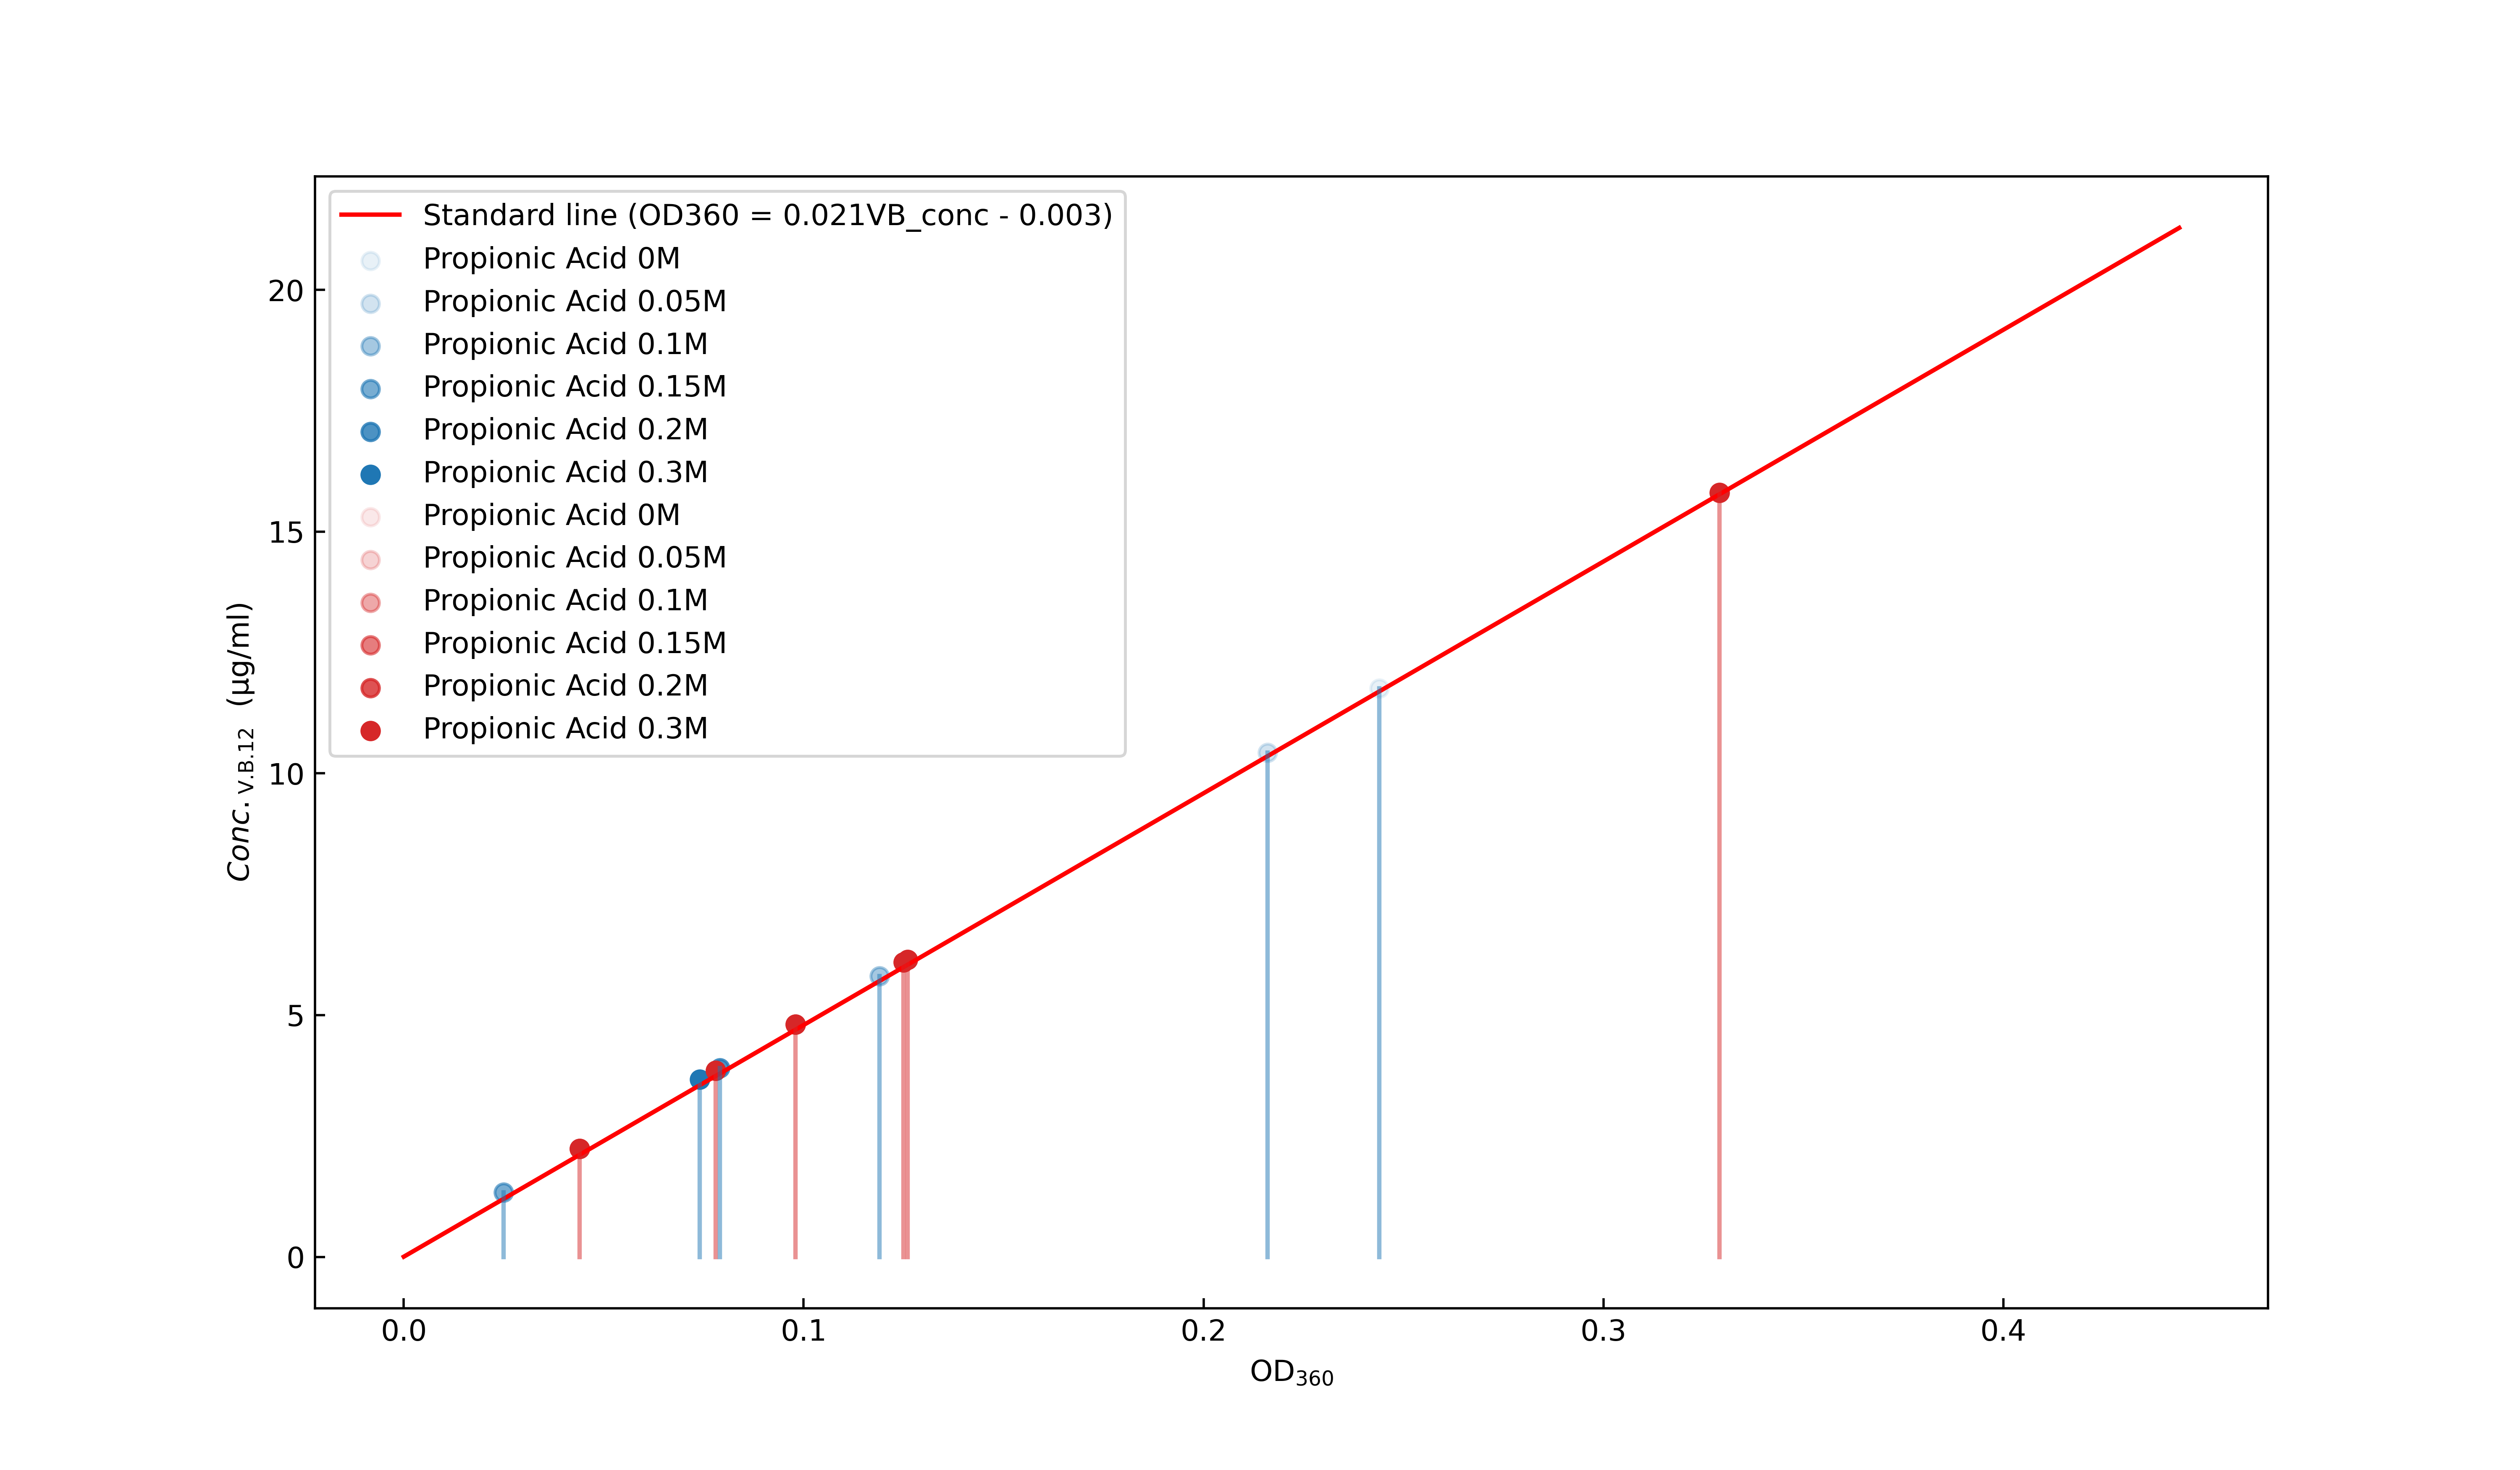 Standard line (OD360 = 0.021VB_conc - 0.003)
Propionic Acid 0M
Propionic Acid 0.05M
Propionic Acid 0.1M
Propionic Acid 0.15M
Propionic Acid 0.2M
Propionic Acid 0.3M
Propionic Acid 0M
Propionic Acid 0.05M
Propionic Acid 0.1M
Propionic Acid 0.15M
Propionic Acid 0.2M
Propionic Acid 0.3M
20
15
10
5
0
Conc. V.B.12 (µg/ml)
0.0
0.1
0.2
0.3
0.4
OD360